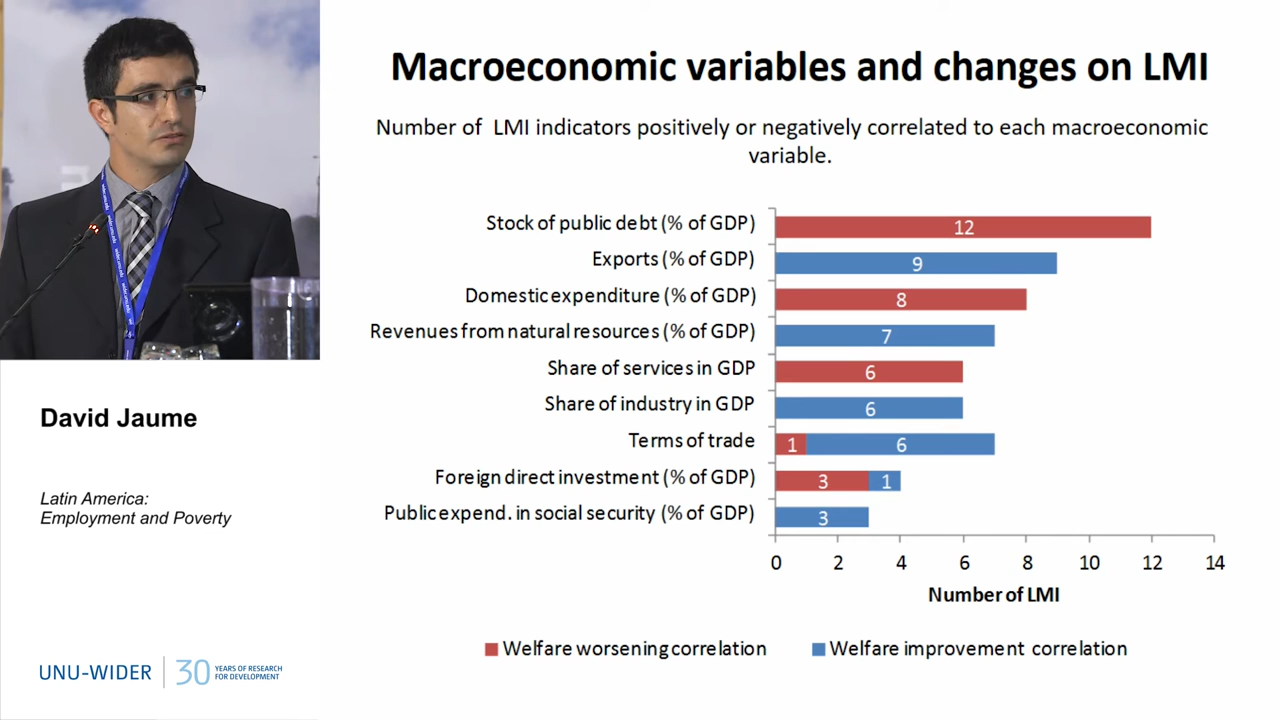 Macroeconomic variables and changes on LMI
Number of LMI indicators positively or negatively correlated to each macroeconomic
variable.
Stock of public debt (% of GDP)
12
Exports (% of GDP)
9
Domestic expenditure (% of GDP)
8
Revenues from natural resources (% of GDP)
7
Share of services in GDP
6
Share of industry in GDP
6
Terms of trade
1 6
Foreign direct investment (% of GDP)
3 1
Public expend. in social security (% of GDP)
3
0 2 4 6 8 10 12 14
Number of LMI
Welfare worsening correlation
Welfare improvement correlation
David Jaume
Latin America:
Employment and Poverty
UNU-WIDER
30
YEARS OF RESEARCH
FOR DEVELOPMENT